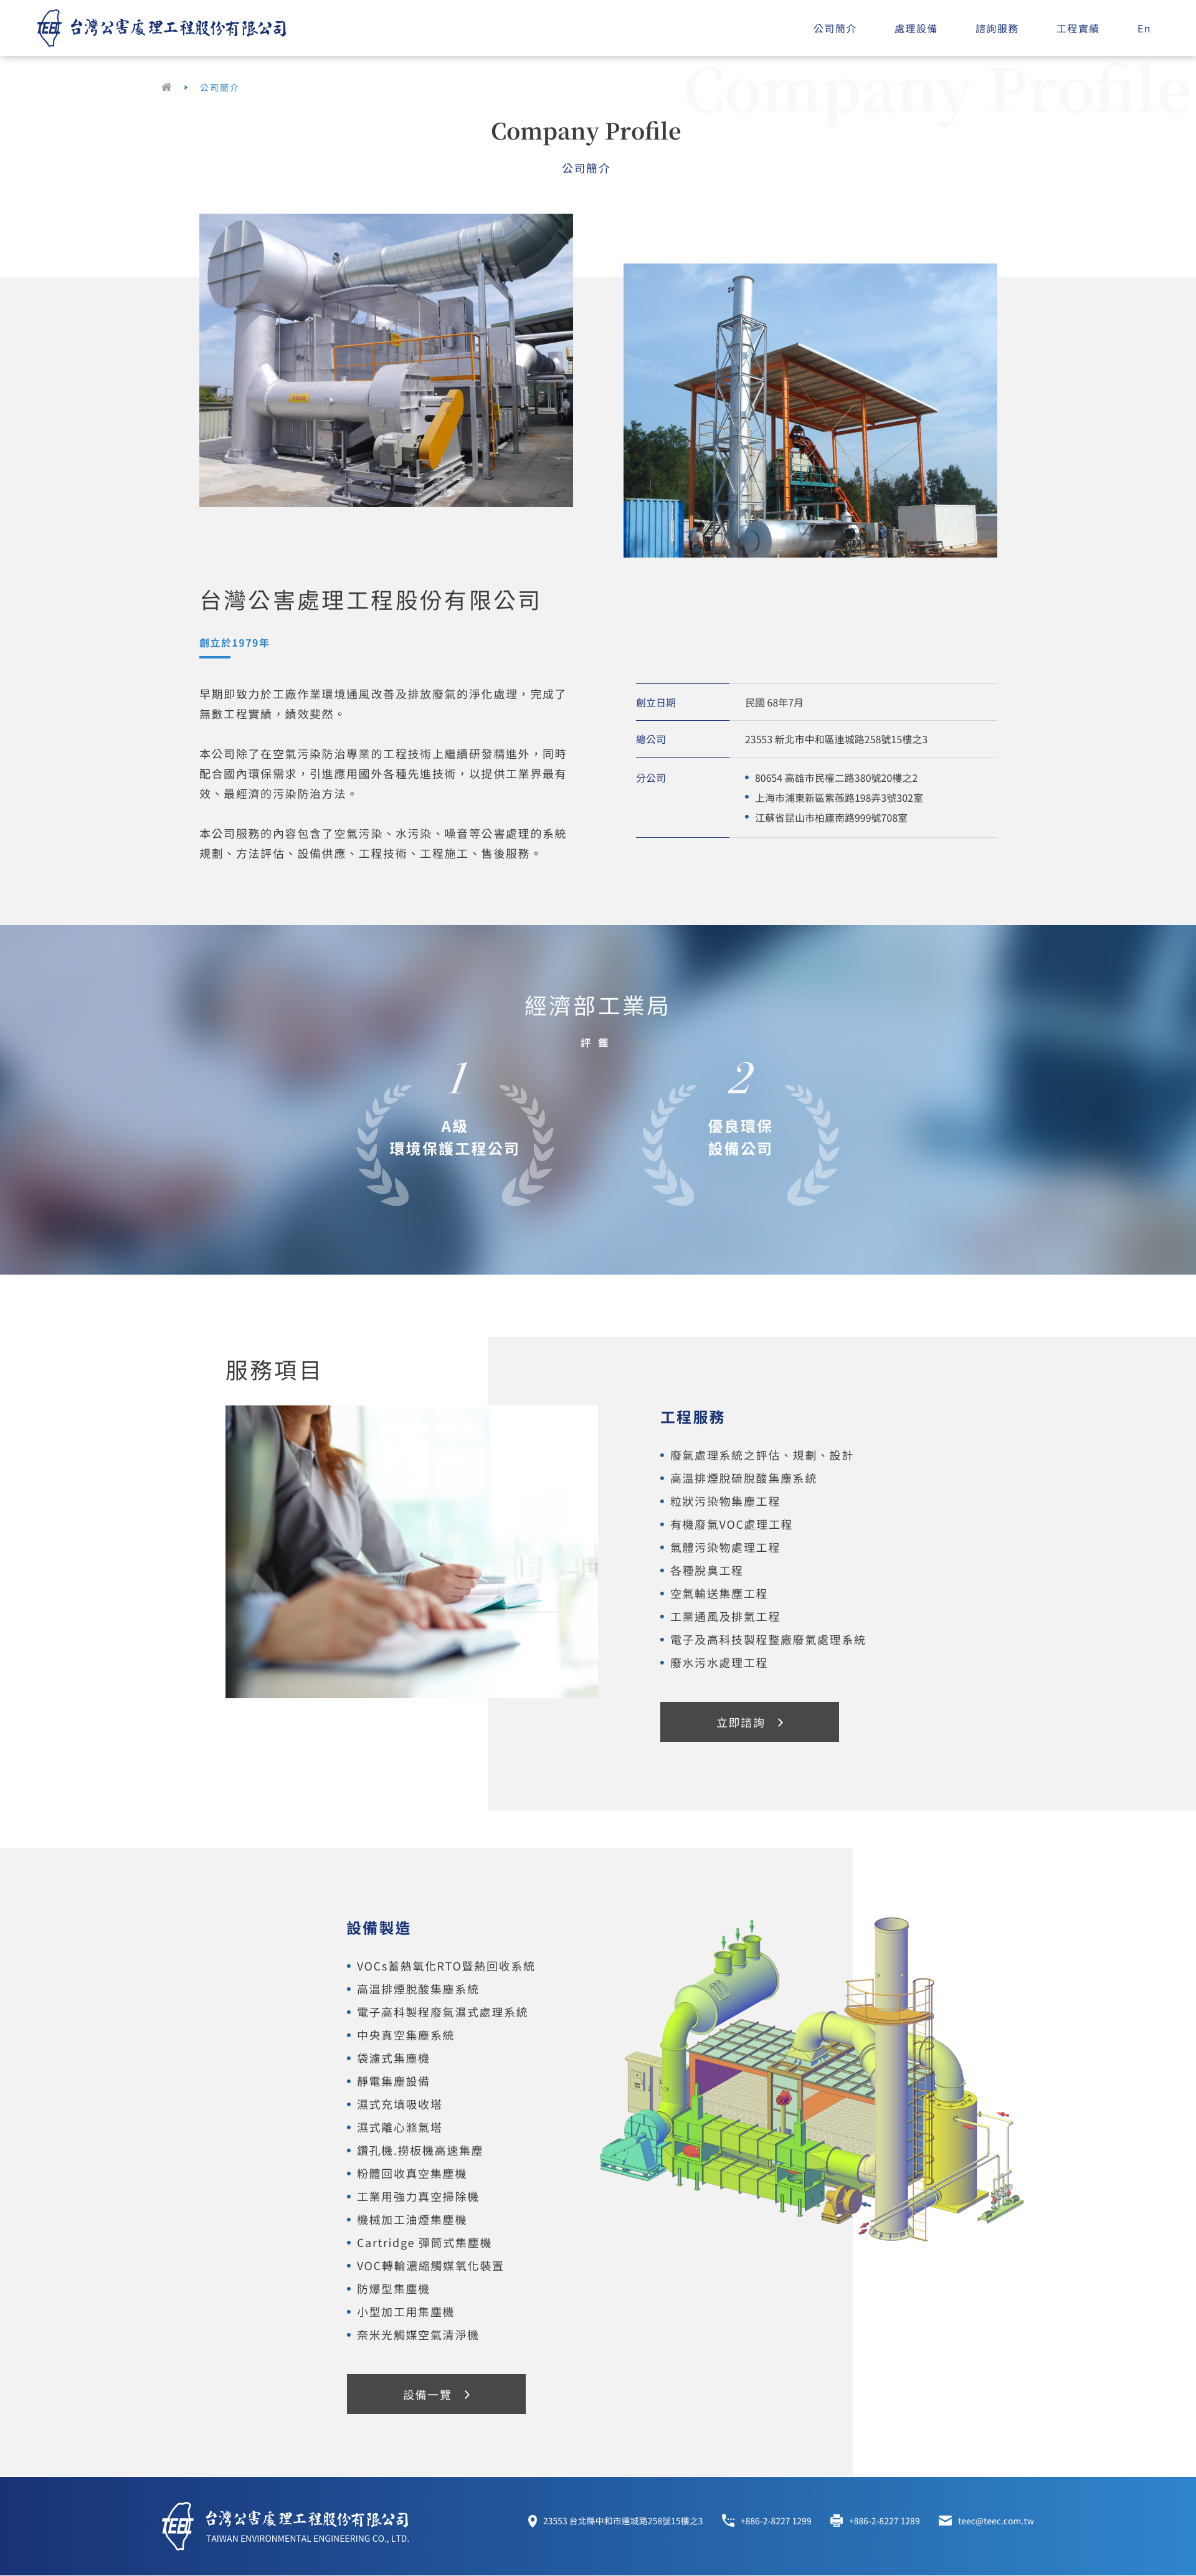 TEEC 台灣公害處理工程股份有限公司
公司簡介 處理設備 諮詢服務 工程實績 En
Company Profile
公司簡介
Company Profile
公司簡介
台灣公害處理工程股份有限公司
創立於1979年
早期即致力於工廠作業環境通風改善及排放廢氣的淨化處理，完成了
無數工程實績，績效斐然。
本公司除了在空氣污染防治專業的工程技術上繼續研發精進外，同時
配合國內環保需求，引進應用國外各種先進技術，以提供工業界最有
效、最經濟的污染防治方法。
本公司服務的內容包含了空氣污染、水污染、噪音等公害處理的系統
規劃、方法評估、設備供應、工程技術、工程施工、售後服務。
創立日期 民國 68年7月
總公司 23553 新北市中和區連城路258號15樓之3
分公司 80654 高雄市民權二路380號20樓之2
上海市浦東新區紫薇路198弄3號302室
江蘇省昆山市柏廬南路999號708室
經濟部工業局
評 鑑
1
A級
環境保護工程公司
2
優良環保
設備公司
服務項目
工程服務
廢氣處理系統之評估、規劃、設計
高溫排煙脫硫脫酸集塵系統
粒狀污染物集塵工程
有機廢氣VOC處理工程
氣體污染物處理工程
各種脫臭工程
空氣輸送集塵工程
工業通風及排氣工程
電子及高科技製程整廠廢氣處理系統
廢水污水處理工程
立即諮詢
設備製造
VOCs蓄熱氧化RTO暨熱回收系統
高溫排煙脫酸集塵系統
電子高科製程廢氣濕式處理系統
中央真空集塵系統
袋濾式集塵機
靜電集塵設備
濕式充填吸收塔
濕式離心滌氣塔
鑽孔機.撈板機高速集塵
粉體回收真空集塵機
工業用強力真空掃除機
機械加工油煙集塵機
Cartridge 彈筒式集塵機
VOC轉輪濃縮觸媒氧化裝置
防爆型集塵機
小型加工用集塵機
奈米光觸媒空氣清淨機
設備一覽
TEEC 台灣公害處理工程股份有限公司
TAIWAN ENVIRONMENTAL ENGINEERING CO., LTD.
23553 台北縣中和市連城路258號15樓之3 +886-2-8227 1299 +886-2-8227 1289 teec@teec.com.tw